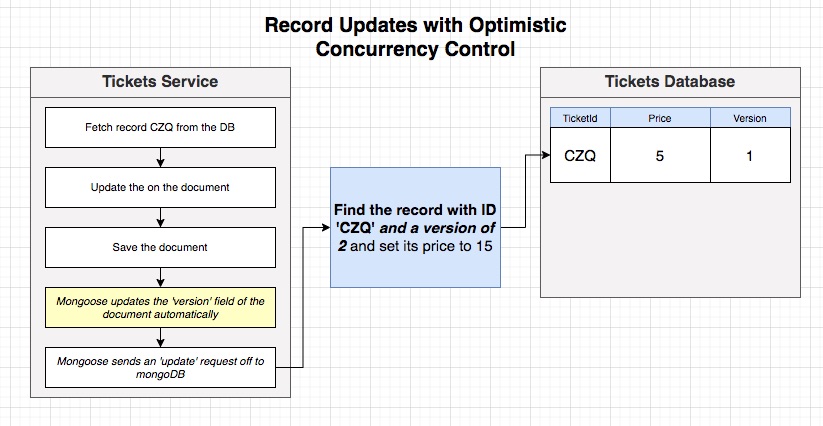 Record Updates with Optimistic
Concurrency Control
Tickets Service
Fetch record CZQ from the DB
Update the on the document
Save the document
Mongoose updates the 'version' field of the
document automatically
Mongoose sends an 'update' request off to
mongoDB
Find the record with ID
'CZQ' and a version of
2 and set its price to 15
Tickets Database
TicketId Price Version
CZQ 5 1